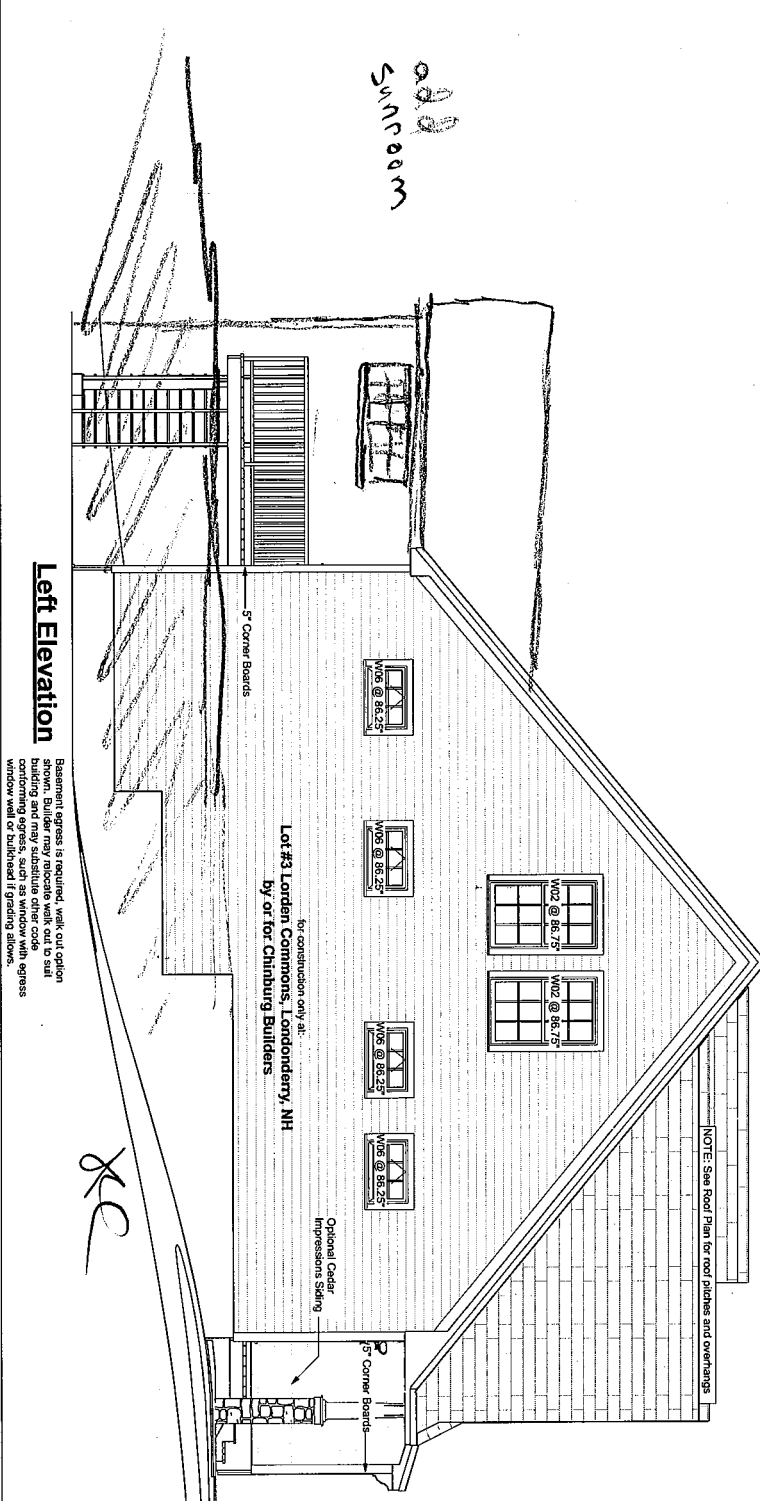 add
sunroom
NOTE: See Roof Plan for roof pitches and overhangs
W02 @ 86.75"
W02 @ 86.75"
W06 @ 86.25"
W06 @ 86.25"
W06 @ 86.25"
W06 @ 86.25"
5" Corner Boards
5" Corner Boards
Optional Cedar
Impressions Siding
for construction only at:
Lot #3 Lorden Commons, Londonderry, NH
by or for Chinburg Builders
Left Elevation
Basement egress is required, walk out option
shown. Builder may relocate walk out to suit
building and may substitute other code
conforming egress, such as window with egress
window well or bulkhead if grading allows.